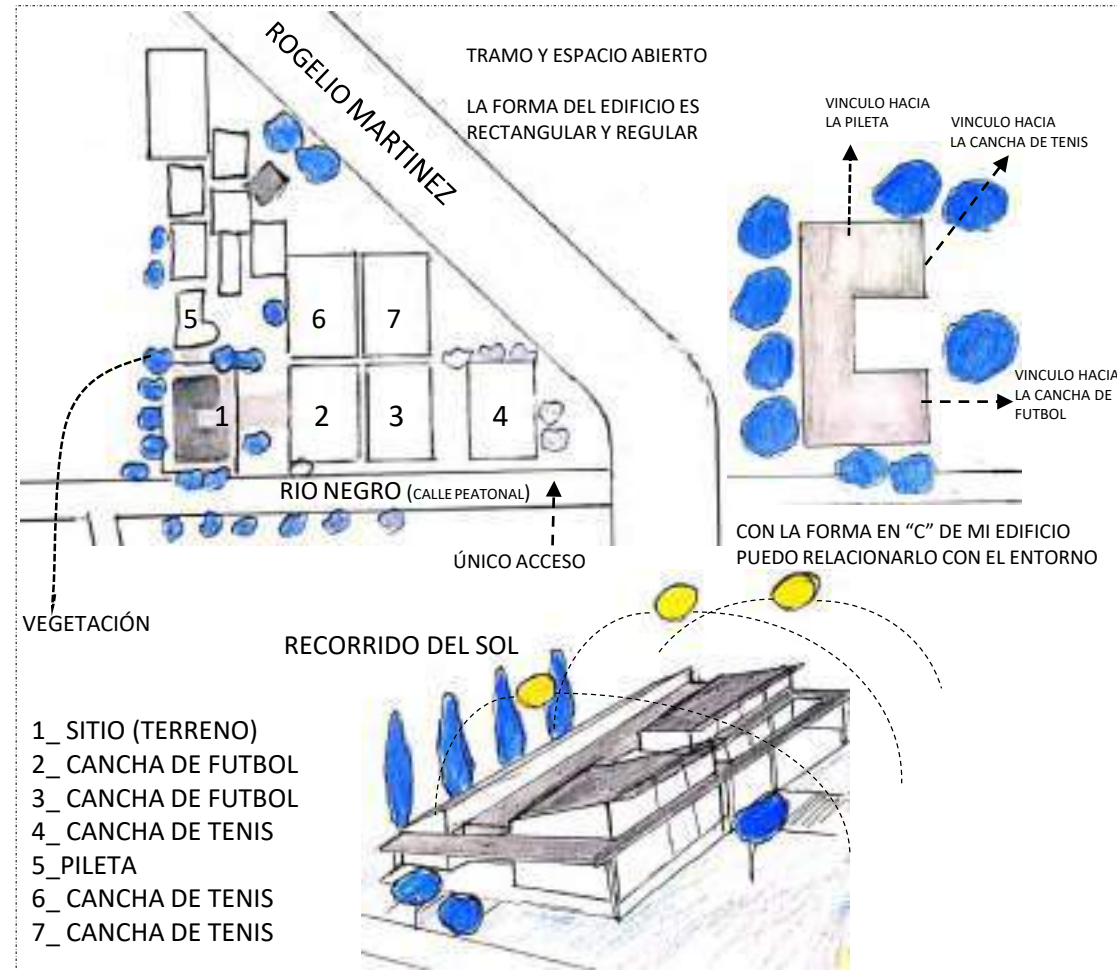 ROGELIO MARTINEZ
TRAMO Y ESPACIO ABIERTO
LA FORMA DEL EDIFICIO ES
RECTANGULAR Y REGULAR
VINCULO HACIA
LA PILETA
VINCULO HACIA
LA CANCHA DE TENIS
5
6
7
1
2
3
4
VINCULO HACIA
LA CANCHA DE
FUTBOL
RIO NEGRO (CALLE PEATONAL)
ÚNICO ACCESO
CON LA FORMA EN “C” DE MI EDIFICIO
PUEDO RELACIONARLO CON EL ENTORNO
VEGETACIÓN
RECORRIDO DEL SOL
1_ SITIO (TERRENO)
2_ CANCHA DE FUTBOL
3_ CANCHA DE FUTBOL
4_ CANCHA DE TENIS
5_PILETA
6_ CANCHA DE TENIS
7_ CANCHA DE TENIS